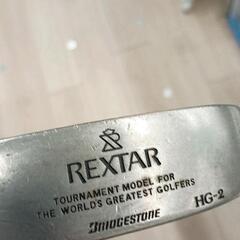 REXTAR
TOURNAMENT MODEL FOR
THE WORLD'S GREATEST GOLFERS
BRIDGESTONE HG-2